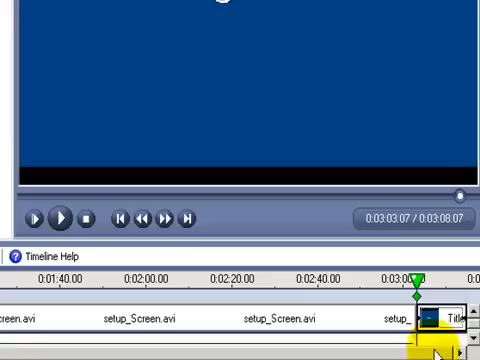 0:03:03.07 / 0:03:08.07
? Timeline Help
0:01:40.00 0:02:00.00 0:02:20.00 0:02:40.00 0:03:00
creen.avi setup_Screen.avi setup_Screen.avi setup_ Title